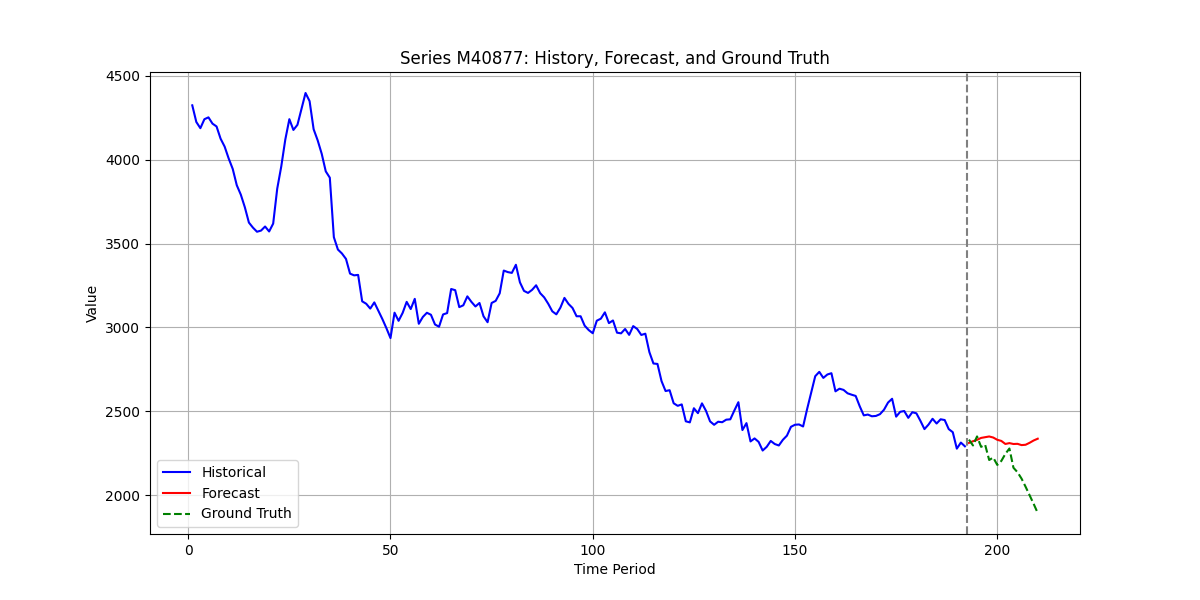 Series M40877: History, Forecast, and Ground Truth
4500
4000
3500
3000
2500
2000
Value
Historical
Forecast
Ground Truth
0
50
100
150
200
Time Period